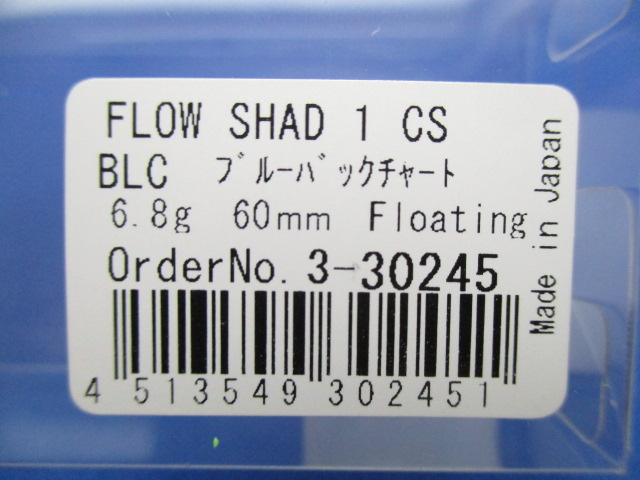 FLOW SHAD 1 CS
BLC ブルーバックチャート
6.8g 60mm Floating
OrderNo. 3-30245
4 513549 302451
Made in Japan